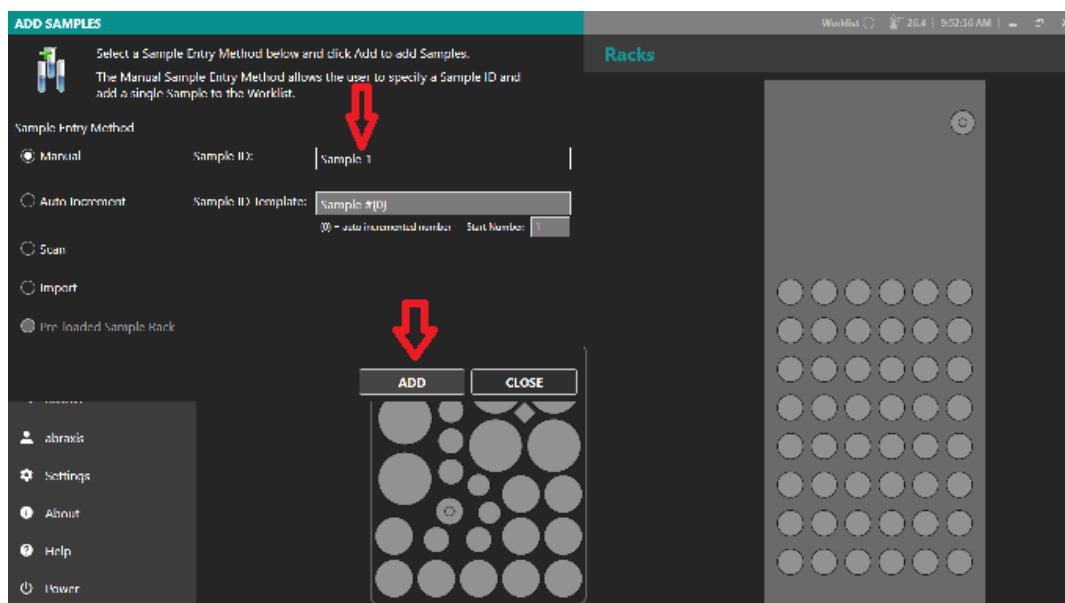 ADD SAMPLES
Worklist 26.4 | 9:52:56 AM
Select a Sample Entry Method below and click Add to add Samples.
The Manual Sample Entry Method allows the user to specify a Sample ID and
add a single Sample to the Worklist.
Racks
Sample Entry Method
Manual
Sample ID:
Sample 1
Auto Increment
Sample ID Template:
Sample #{0}
{0} = auto incremented number
Start Number:
1
Scan
Import
Pre-loaded Sample Rack
ADD
CLOSE
abraxis
Settings
About
Help
Power